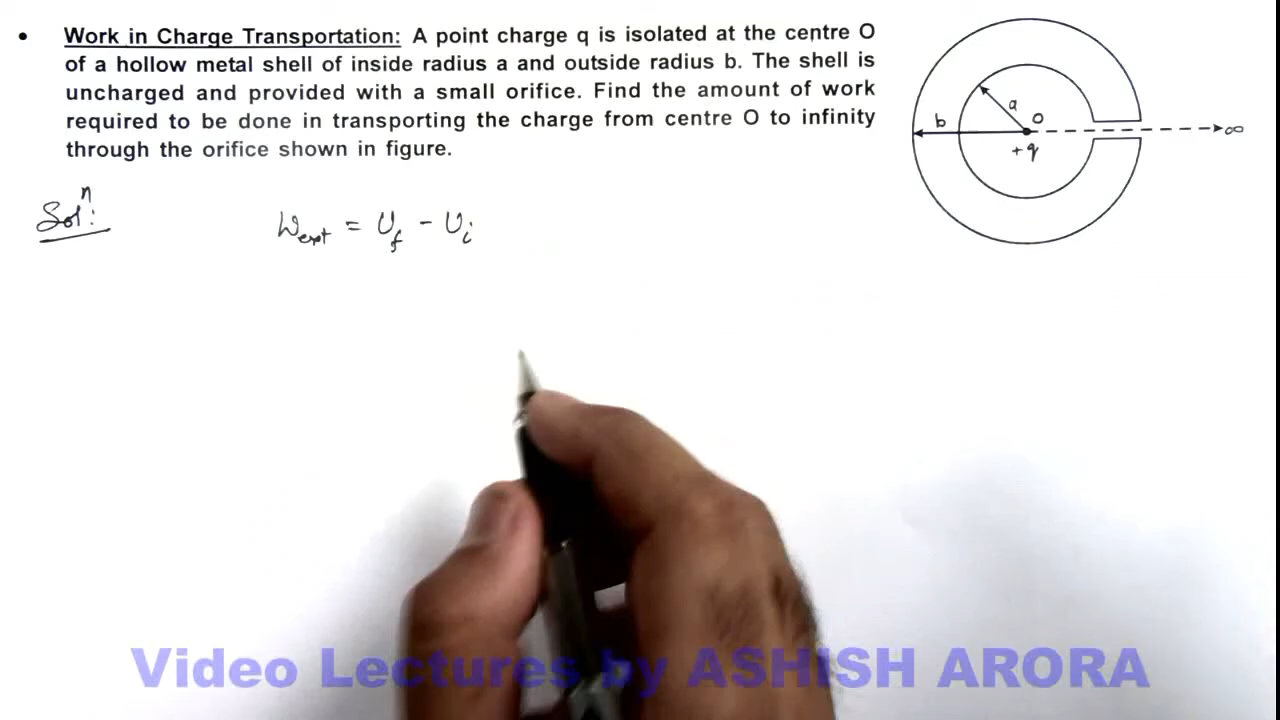 • Work in Charge Transportation: A point charge q is isolated at the centre O
of a hollow metal shell of inside radius a and outside radius b. The shell is
uncharged and provided with a small orifice. Find the amount of work
required to be done in transporting the charge from centre O to infinity
through the orifice shown in figure.
a
O
b
∞
+q
Solⁿ:
W_ext = U_f - U_i
Video Lectures by ASHISH ARORA